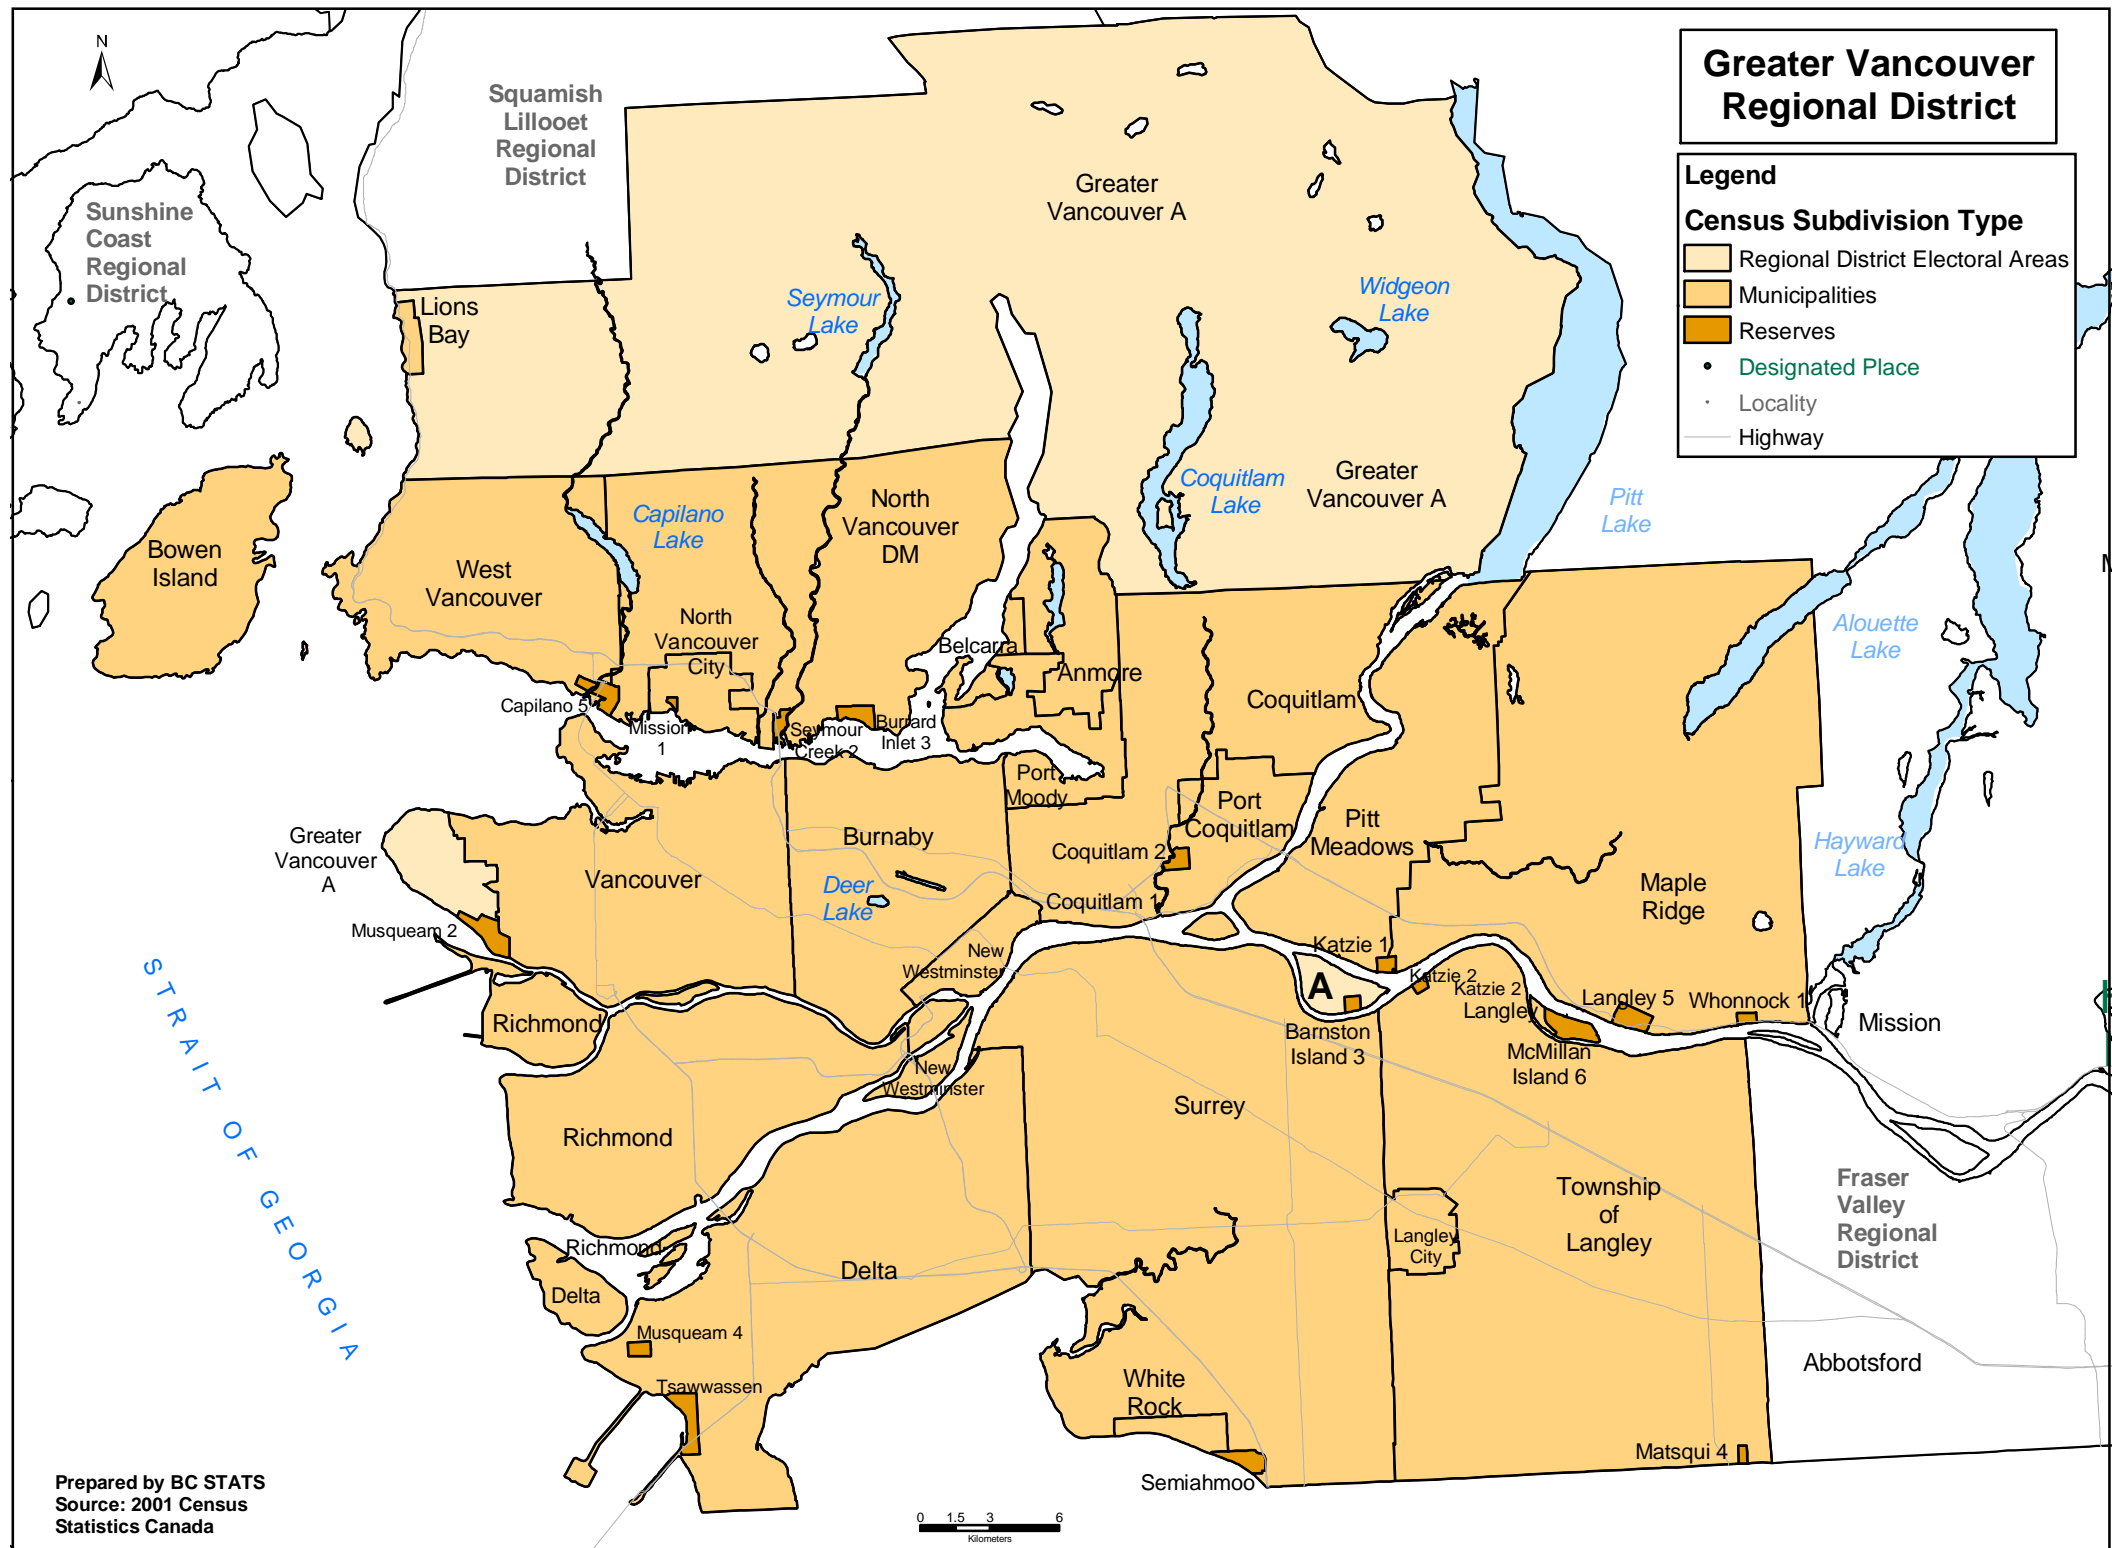 Greater Vancouver
Regional District
N
Legend
Census Subdivision Type
Regional District Electoral Areas
Municipalities
Reserves
Designated Place
Locality
Highway
Squamish
Lillooet
Regional
District
Sunshine
Coast
Regional
District
Greater
Vancouver A
Lions
Bay
Seymour
Lake
Widgeon
Lake
Coquitlam
Lake
Greater
Vancouver A
Pitt
Lake
Capilano
Lake
North
Vancouver
DM
Bowen
Island
West
Vancouver
North
Vancouver
City
Belcarra
Anmore
Coquitlam
Alouette
Lake
Capilano 5
Mission
1
Seymour
Creek 2
Burrard
Inlet 3
Port
Moody
Port
Coquitlam
Pitt
Meadows
Greater
Vancouver
A
Burnaby
Vancouver
Deer
Lake
Coquitlam 2
Coquitlam 1
Hayward
Lake
Maple
Ridge
Musqueam 2
New
Westminster
Katzie 1
Katzie 2
Katzie 2
Langley
A
Langley 5
Whonnock 1
Mission
Richmond
Barnston
Island 3
McMillan
Island 6
New
Westminster
Surrey
Richmond
STRAIT OF GEORGIA
Township
of
Langley
Fraser
Valley
Regional
District
Langley
City
Richmond
Delta
Delta
Musqueam 4
Tsawwassen
White
Rock
Abbotsford
Matsqui 4
Semiahmoo
Prepared by BC STATS
Source: 2001 Census
Statistics Canada
0 1.5 3 6
Kilometers